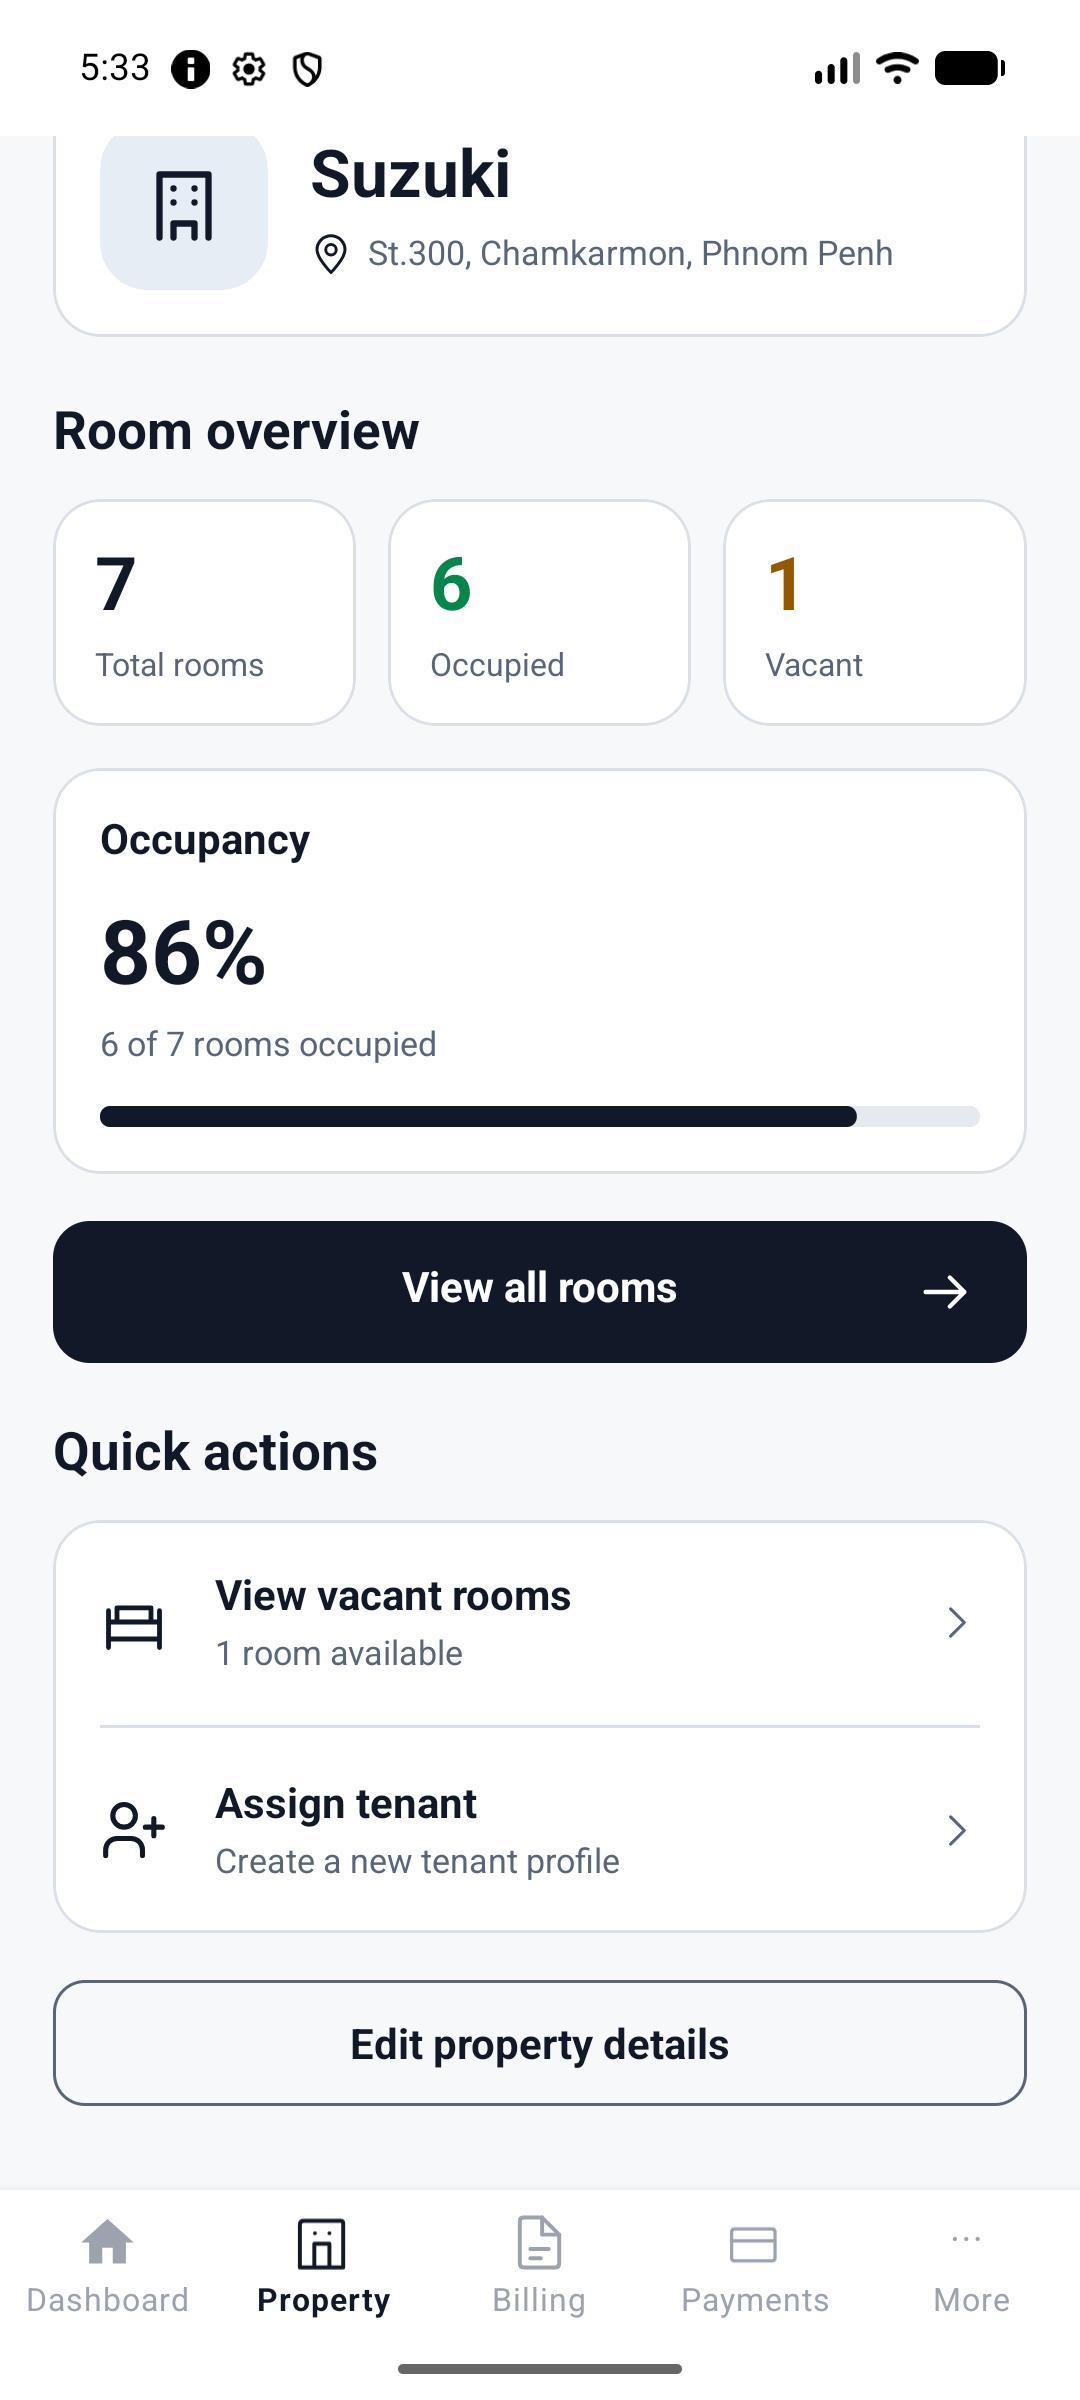 5:33
Suzuki
St.300, Chamkarmon, Phnom Penh
Room overview
7
Total rooms
6
Occupied
1
Vacant
Occupancy
86%
6 of 7 rooms occupied
View all rooms
Quick actions
View vacant rooms
1 room available
Assign tenant
Create a new tenant profile
Edit property details
Dashboard
Property
Billing
Payments
More